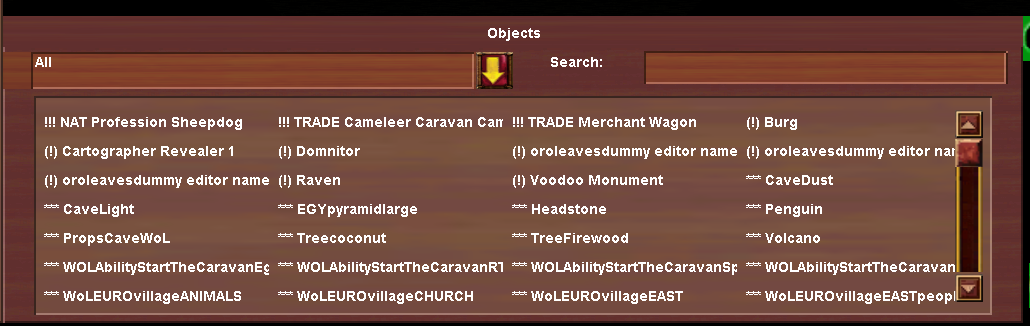 Objects
All Search:
!!! NAT Profession Sheepdog !!! TRADE Cameleer Caravan Cam !!! TRADE Merchant Wagon (!) Burg
(!) Cartographer Revealer 1 (!) Domnitor (!) oroleavesdummy editor name (!) oroleavesdummy editor nar
(!) oroleavesdummy editor name (!) Raven (!) Voodoo Monument *** CaveDust
*** CaveLight *** EGYpyramidlarge *** Headstone *** Penguin
*** PropsCaveWoL *** Treecoconut *** TreeFirewood *** Volcano
*** WOLAbilityStartTheCaravanEg *** WOLAbilityStartTheCaravanRT *** WOLAbilityStartTheCaravanSp *** WOLAbilityStartTheCaravan
*** WoLEUROvillageANIMALS *** WoLEUROvillageCHURCH *** WoLEUROvillageEAST *** WoLEUROvillageEASTpeopl